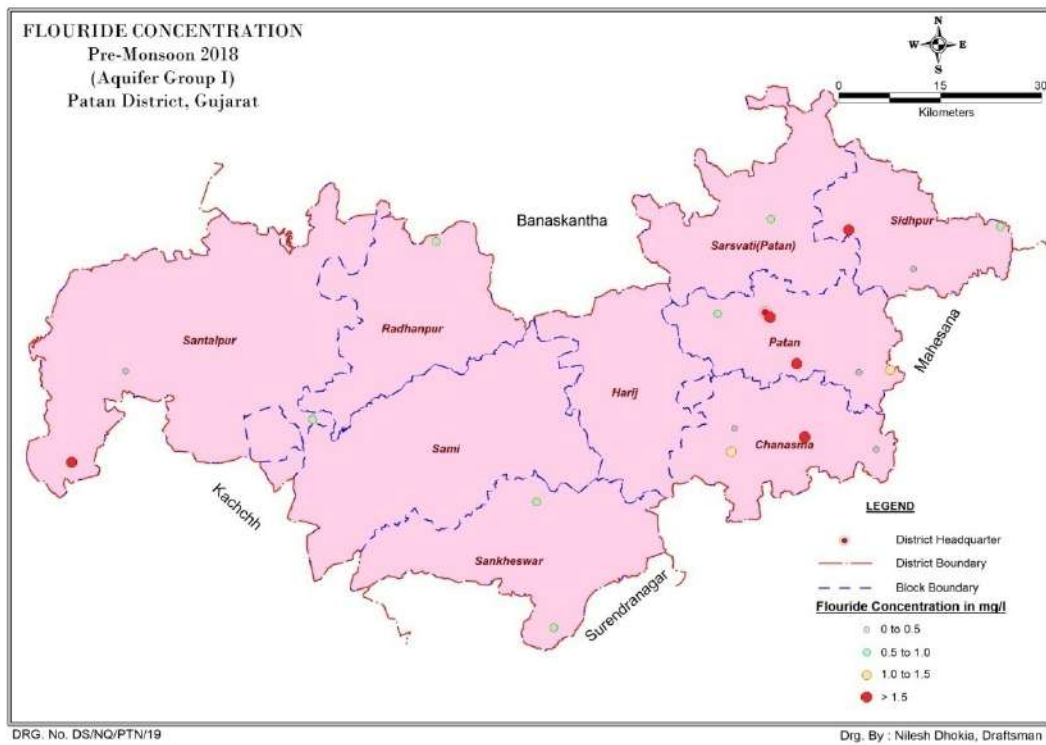 FLOURIDE CONCENTRATION
Pre-Monsoon 2018
(Aquifer Group I)
Patan District, Gujarat
N
W E
S
0 15 30
Kilometers
Banaskantha
Sarsvati(Patan)
Sidhpur
Santalpur
Radhanpur
Patan
Mahesana
Harij
Sami
Chanasma
Kachchh
Sankheswar
Surendranagar
LEGEND
District Headquarter
District Boundary
Block Boundary
Flouride Concentration in mg/l
0 to 0.5
0.5 to 1.0
1.0 to 1.5
> 1.5
DRG. No. DS/NQ/PTN/19
Drg. By : Nilesh Dhokia, Draftsman